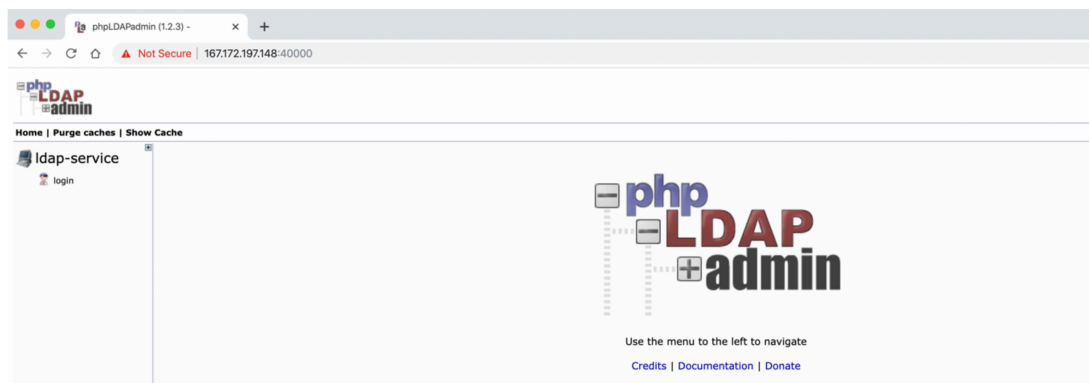 phpLDAPadmin (1.2.3) -
Not Secure | 167.172.197.148:40000
php
LDAP
admin
Home | Purge caches | Show Cache
ldap-service
login
php
LDAP
admin
Use the menu to the left to navigate
Credits | Documentation | Donate